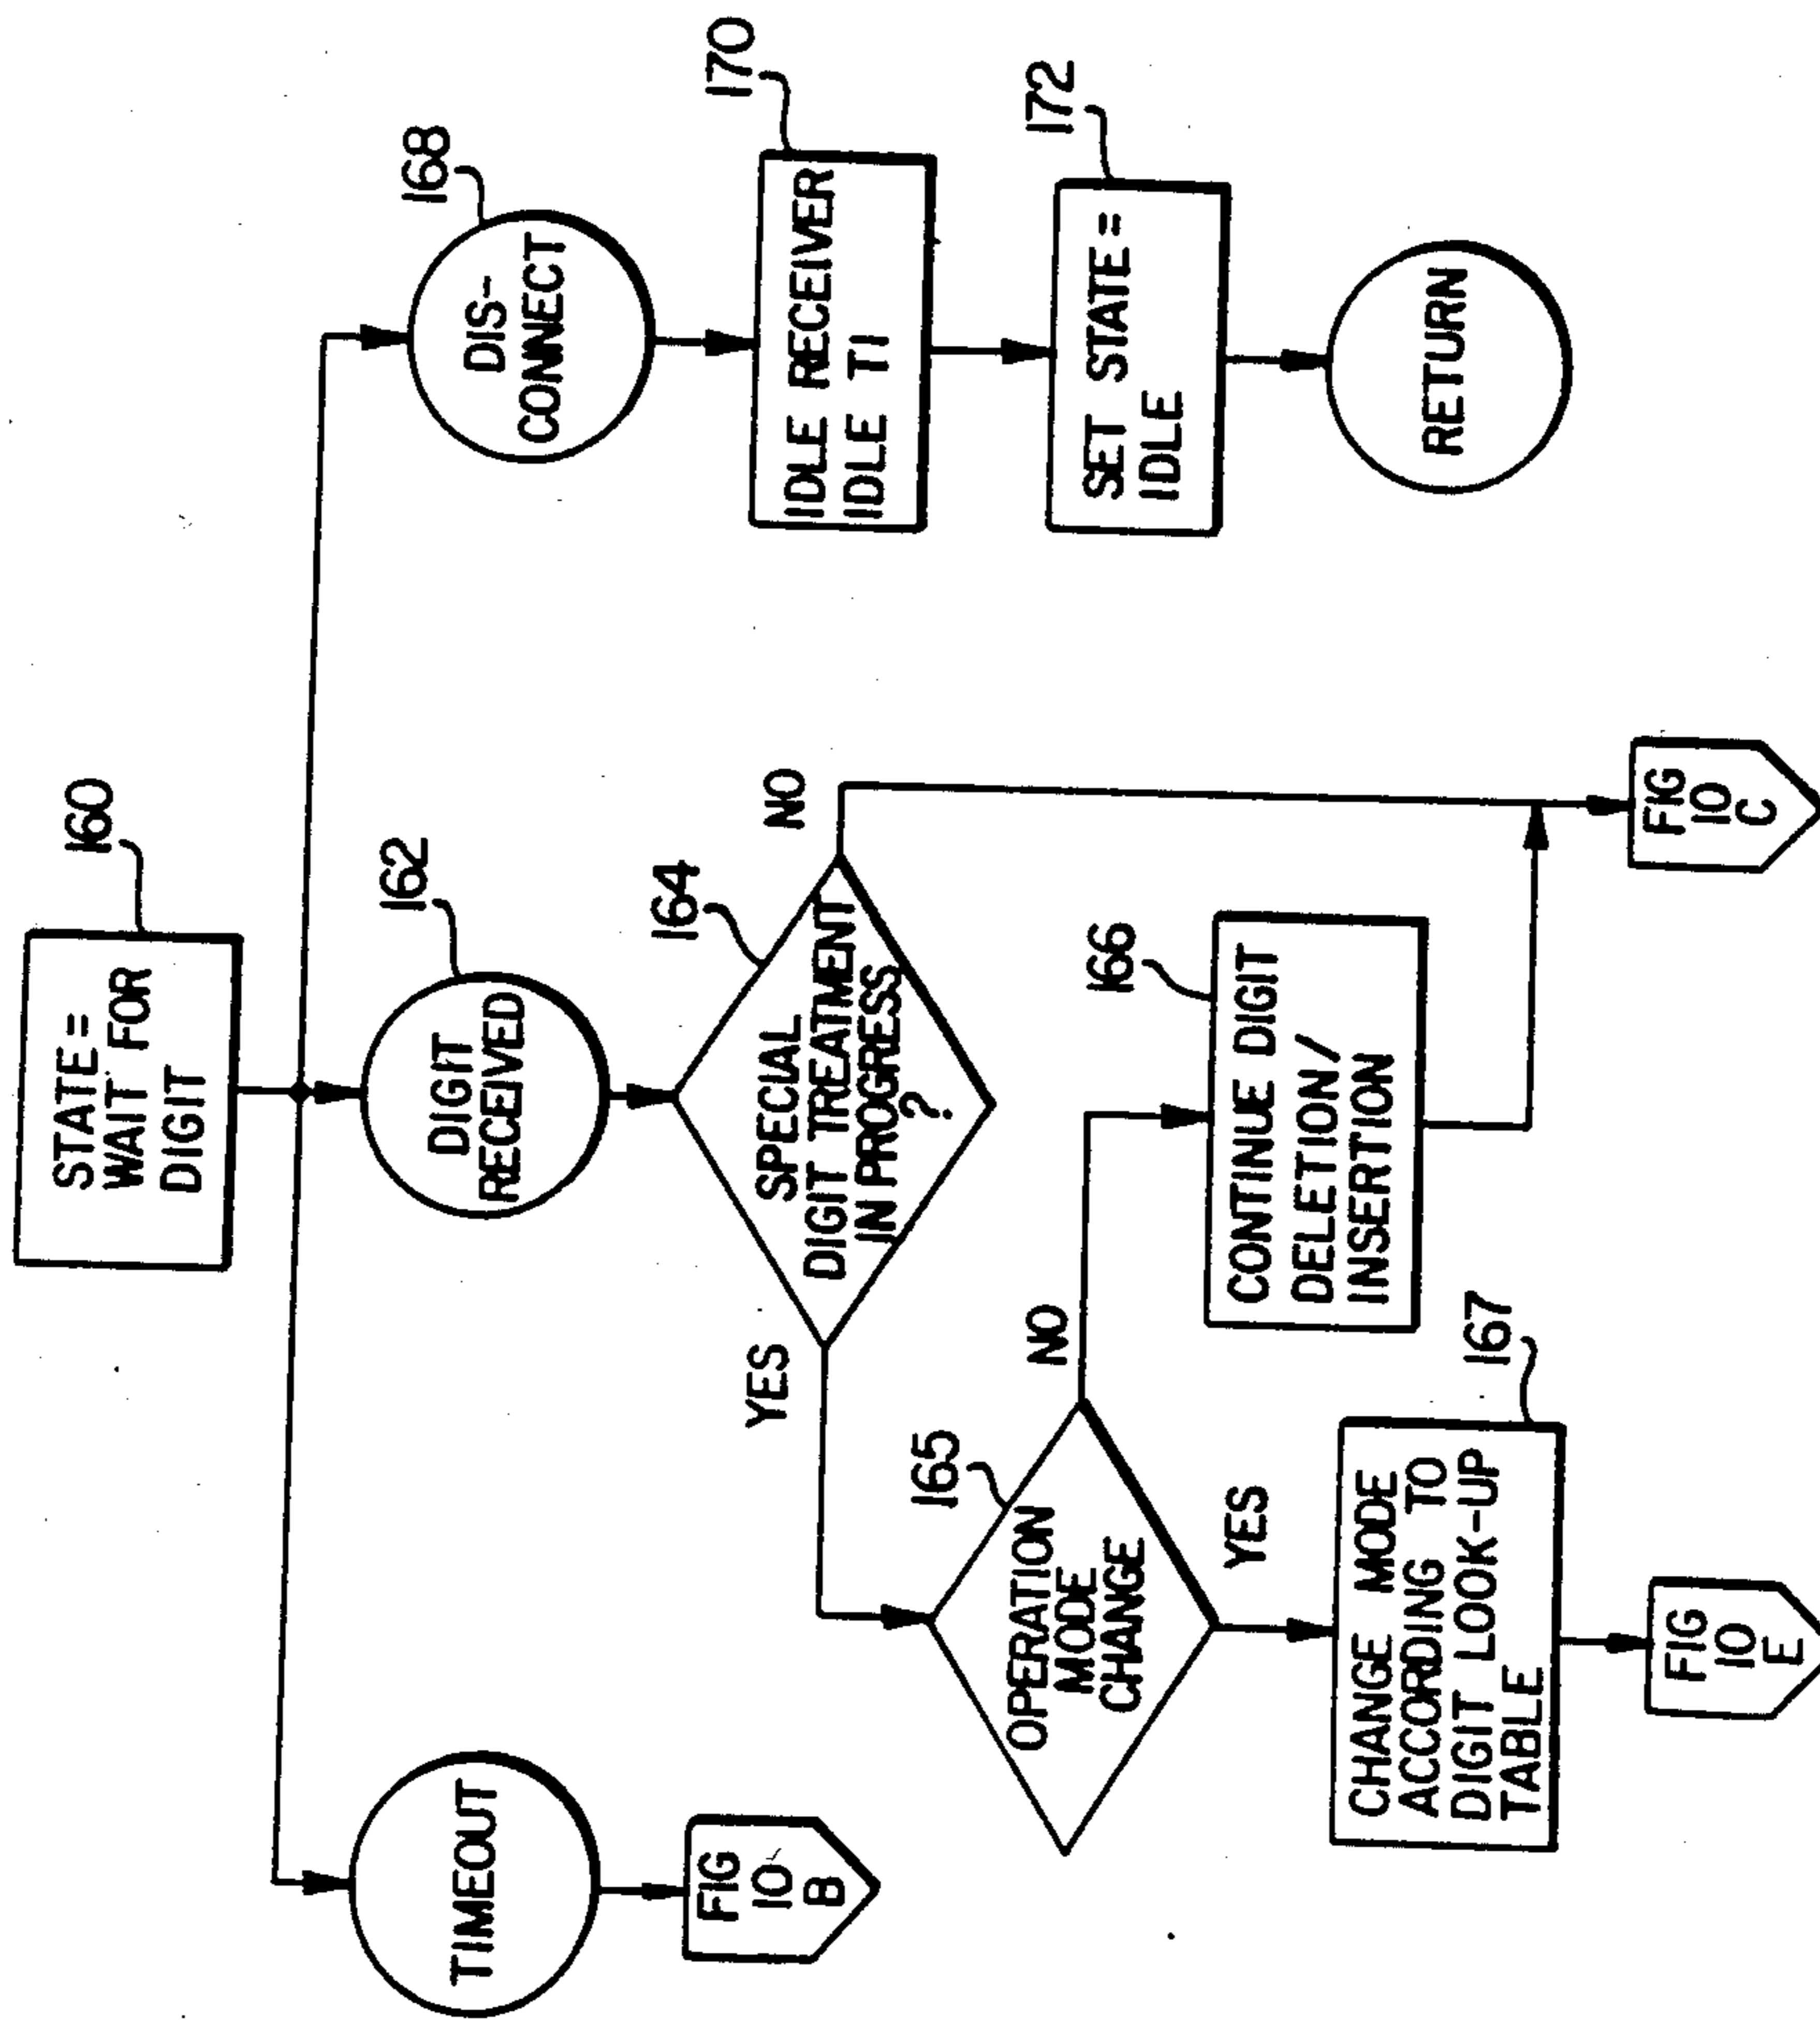 STATE =
WAIT FOR
DIGIT
160
TIMEOUT
FIG
10
B
DIGIT
RECEIVED
162
DIS-
CONNECT
168
SPECIAL
DIGIT TREATMENT
IN PROGRESS
?
164
YES
NO
IDLE RECEIVER
IDLE TI
170
OPERATION
MODE
CHANGE
165
NO
YES
CONTINUE DIGIT
DELETION/
INSERTION
166
SET STATE =
IDLE
172
CHANGE MODE
ACCORDING TO
DIGIT LOOK-UP
TABLE
167
RETURN
FIG
10
E
FIG
10
C